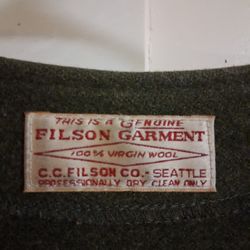 THIS IS A GENUINE
FILSON GARMENT
100% VIRGIN WOOL
C.C. FILSON CO. - SEATTLE
PROFESSIONALLY DRY CLEAN ONLY